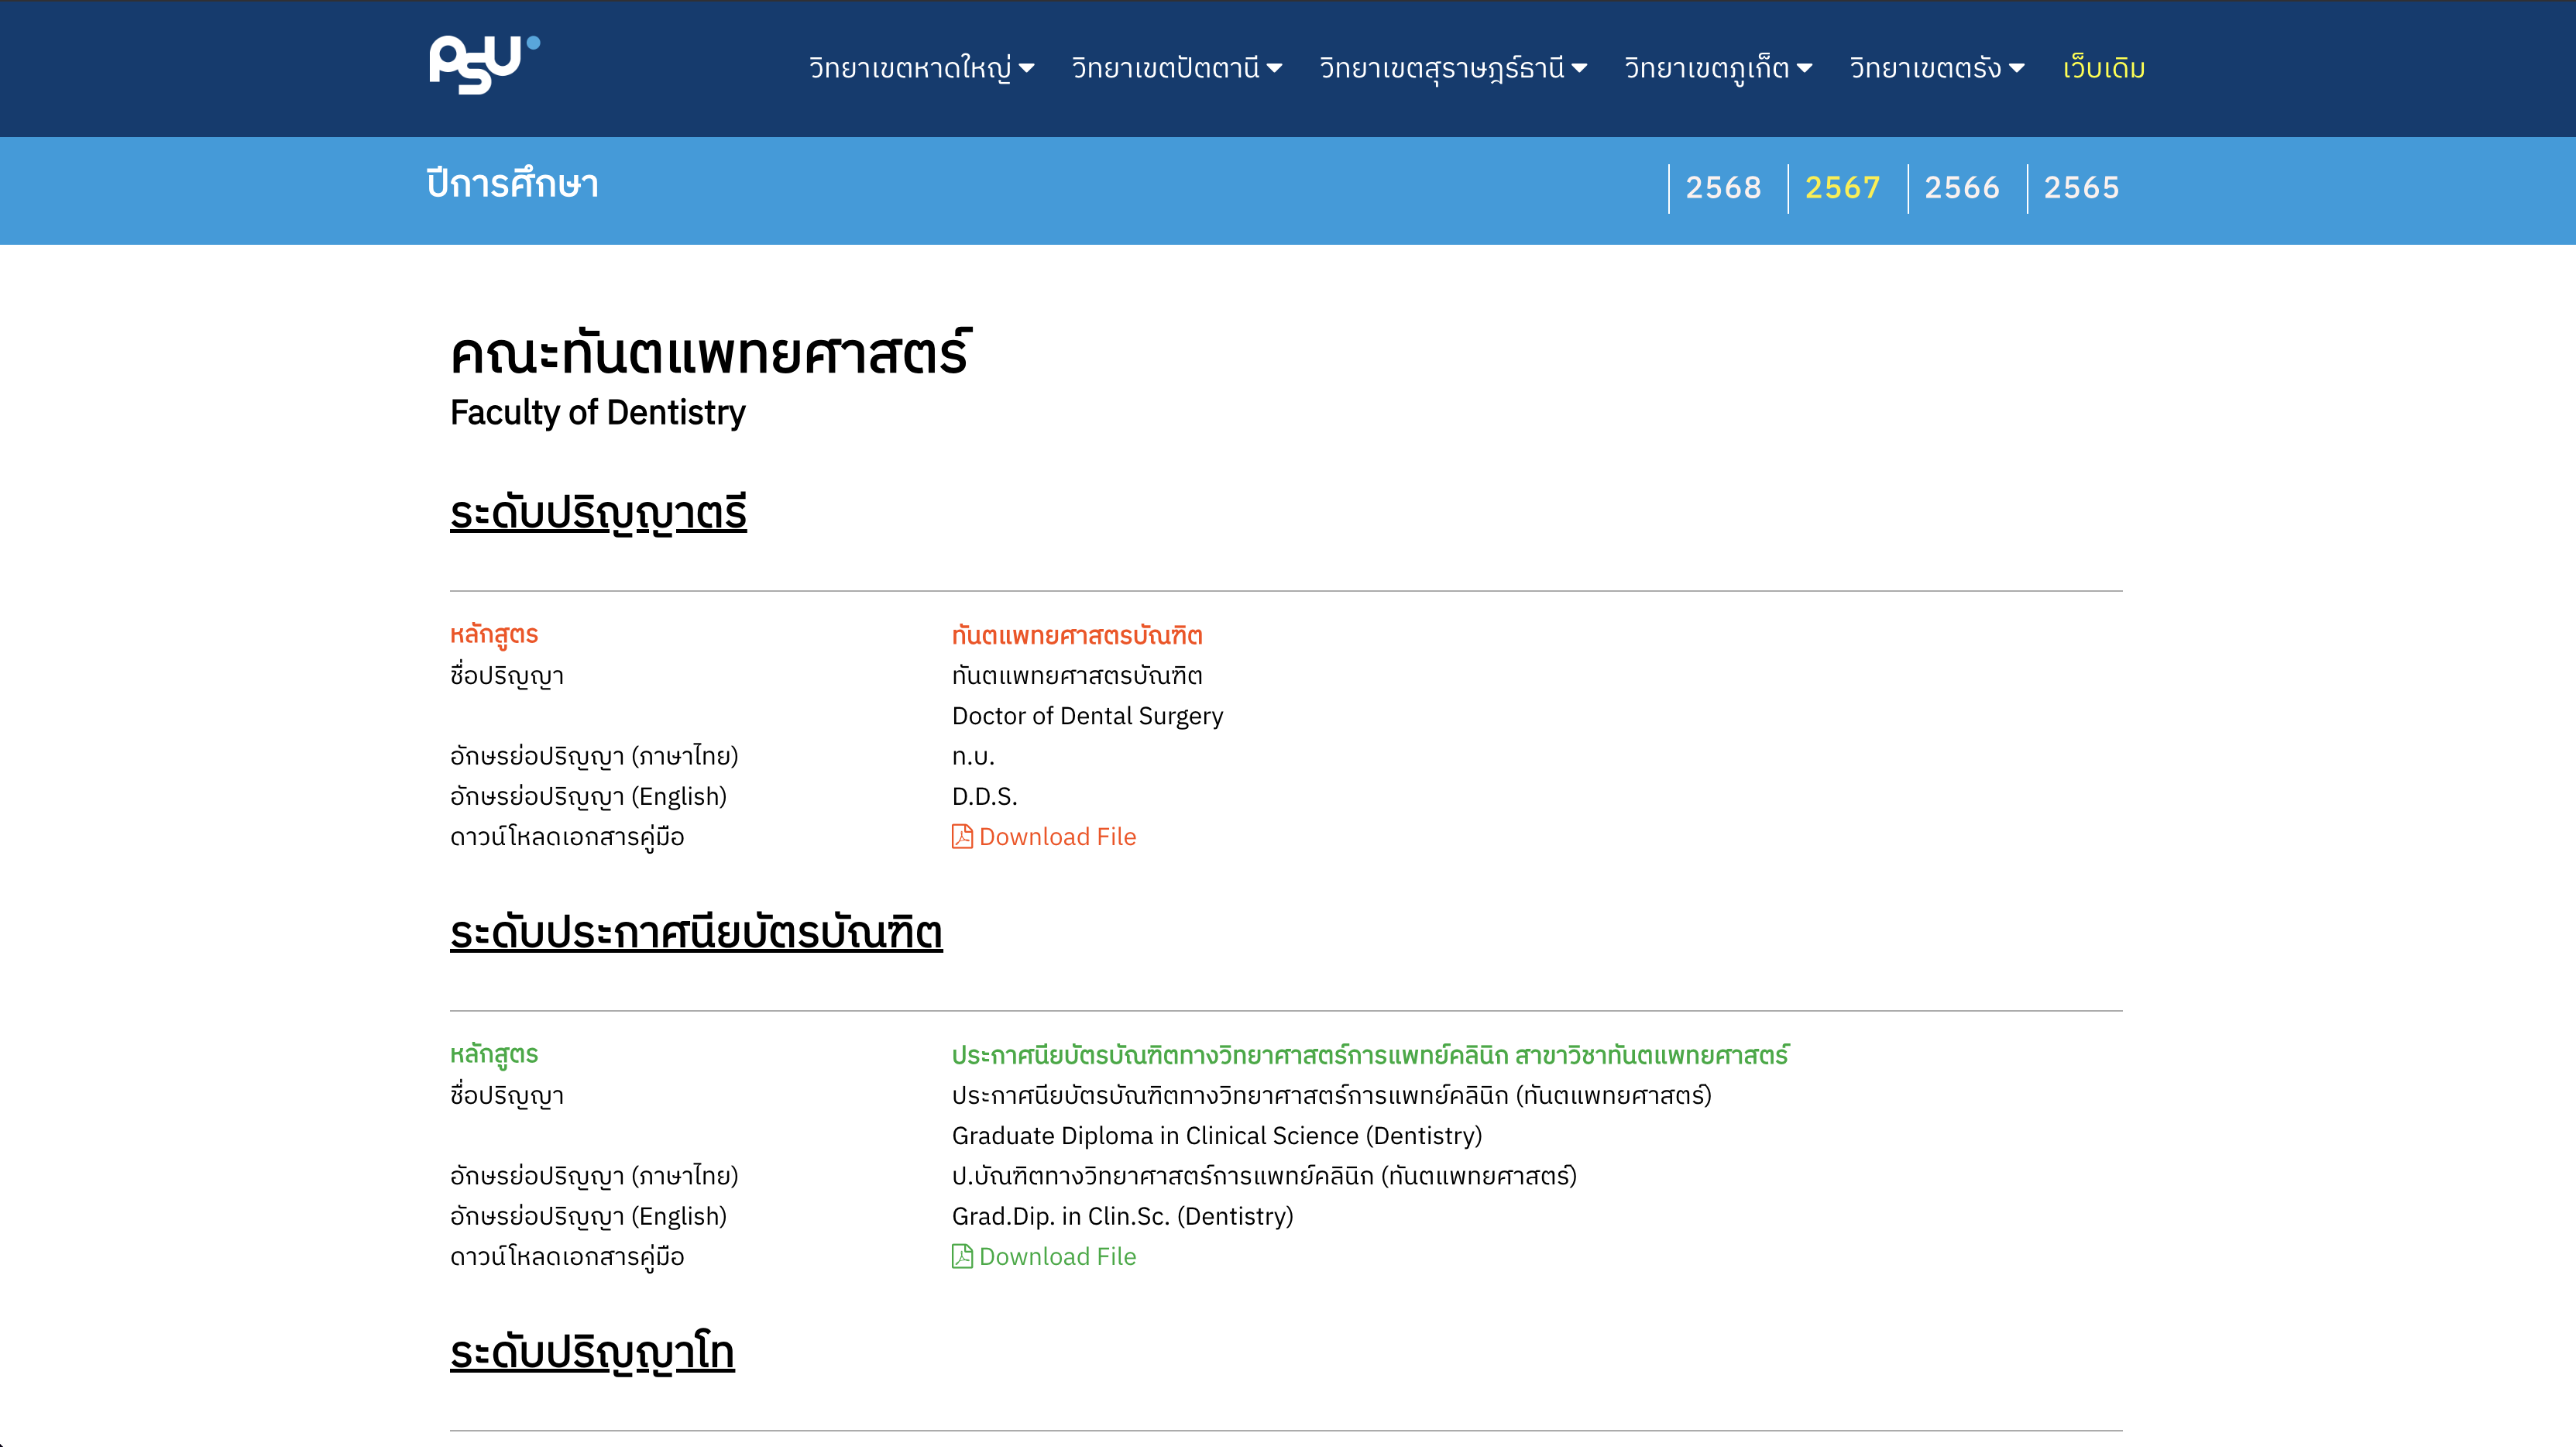 PSU
วิทยาเขตหาดใหญ่ วิทยาเขตปัตตานี วิทยาเขตสุราษฎร์ธานี วิทยาเขตภูเก็ต วิทยาเขตตรัง เว็บเดิม
ปีการศึกษา 2568 2567 2566 2565
คณะทันตแพทยศาสตร์
Faculty of Dentistry
ระดับปริญญาตรี
หลักสูตร ทันตแพทยศาสตรบัณฑิต
ชื่อปริญญา ทันตแพทยศาสตรบัณฑิต
Doctor of Dental Surgery
อักษรย่อปริญญา (ภาษาไทย) ท.บ.
อักษรย่อปริญญา (English) D.D.S.
ดาวน์โหลดเอกสารคู่มือ Download File
ระดับประกาศนียบัตรบัณฑิต
หลักสูตร ประกาศนียบัตรบัณฑิตทางวิทยาศาสตร์การแพทย์คลินิก สาขาวิชาทันตแพทยศาสตร์
ชื่อปริญญา ประกาศนียบัตรบัณฑิตทางวิทยาศาสตร์การแพทย์คลินิก (ทันตแพทยศาสตร์)
Graduate Diploma in Clinical Science (Dentistry)
อักษรย่อปริญญา (ภาษาไทย) ป.บัณฑิตทางวิทยาศาสตร์การแพทย์คลินิก (ทันตแพทยศาสตร์)
อักษรย่อปริญญา (English) Grad.Dip. in Clin.Sc. (Dentistry)
ดาวน์โหลดเอกสารคู่มือ Download File
ระดับปริญญาโท